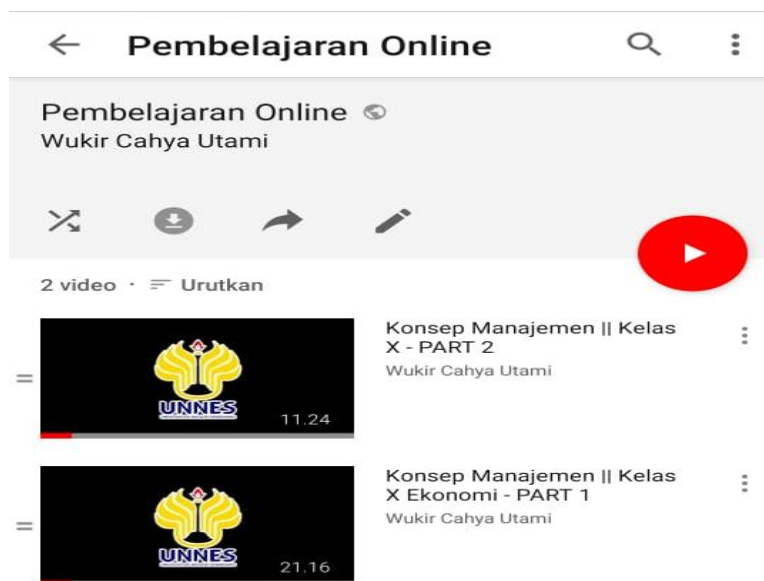 Pembelajaran Online
Pembelajaran Online
Wukir Cahya Utami
2 video · Urutkan
Konsep Manajemen || Kelas
X - PART 2
Wukir Cahya Utami
UNNES
11.24
Konsep Manajemen || Kelas
X Ekonomi - PART 1
Wukir Cahya Utami
UNNES
21.16